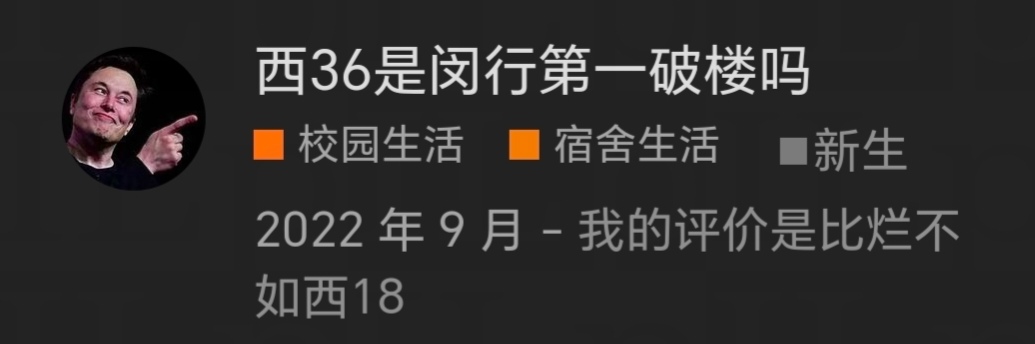 西36是闵行第一破楼吗
校园生活 宿舍生活 新生
2022 年 9 月 – 我的评价是比烂不
如西18